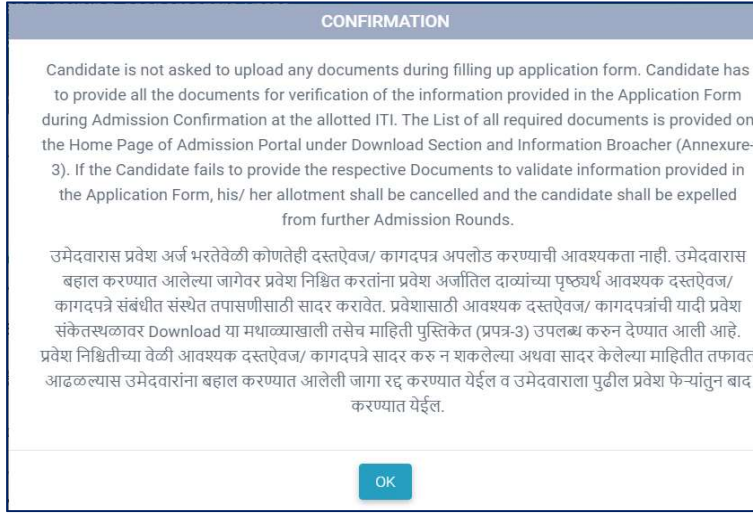 CONFIRMATION
Candidate is not asked to upload any documents during filling up application form. Candidate has
to provide all the documents for verification of the information provided in the Application Form
during Admission Confirmation at the allotted ITI. The List of all required documents is provided on
the Home Page of Admission Portal under Download Section and Information Broacher (Annexure-
3). If the Candidate fails to provide the respective Documents to validate information provided in
the Application Form, his/ her allotment shall be cancelled and the candidate shall be expelled
from further Admission Rounds.
उमेदवारास प्रवेश अर्ज भरतेवेळी कोणतेही दस्तऐवज/ कागदपत्र अपलोड करण्याची आवश्यकता नाही. उमेदवारास
बहाल करण्यात आलेल्या जागेवर प्रवेश निश्चित करतांना प्रवेश अर्जातिल दाव्यांच्या पृष्ठ्यर्थ आवश्यक दस्तऐवज/
कागदपत्रे संबंधीत संस्थेत तपासणीसाठी सादर करावेत. प्रवेशासाठी आवश्यक दस्तऐवज/ कागदपत्रांची यादी प्रवेश
संकेतस्थळावर Download या मथाळ्याखाली तसेच माहिती पुस्तिकेत (प्रपत्र-3) उपलब्ध करुन देण्यात आली आहे.
प्रवेश निश्चितीच्या वेळी आवश्यक दस्तऐवज/ कागदपत्रे सादर करु न शकलेल्या अथवा सादर केलेल्या माहितीत तफावत
आढळल्यास उमेदवारांना बहाल करण्यात आलेली जागा रद्द करण्यात येईल व उमेदवाराला पुढील प्रवेश फेऱ्यांतुन बाद
करण्यात येईल.
OK